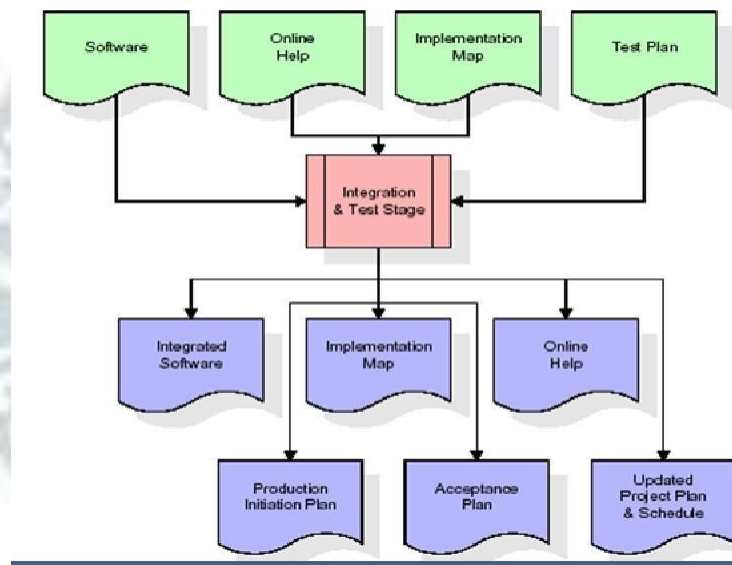 Software
Online
Help
Implementation
Map
Test Plan
Integration
& Test Stage
Integrated
Software
Implementation
Map
Online
Help
Production
Initiation Plan
Acceptance
Plan
Updated
Project Plan
& Schedule